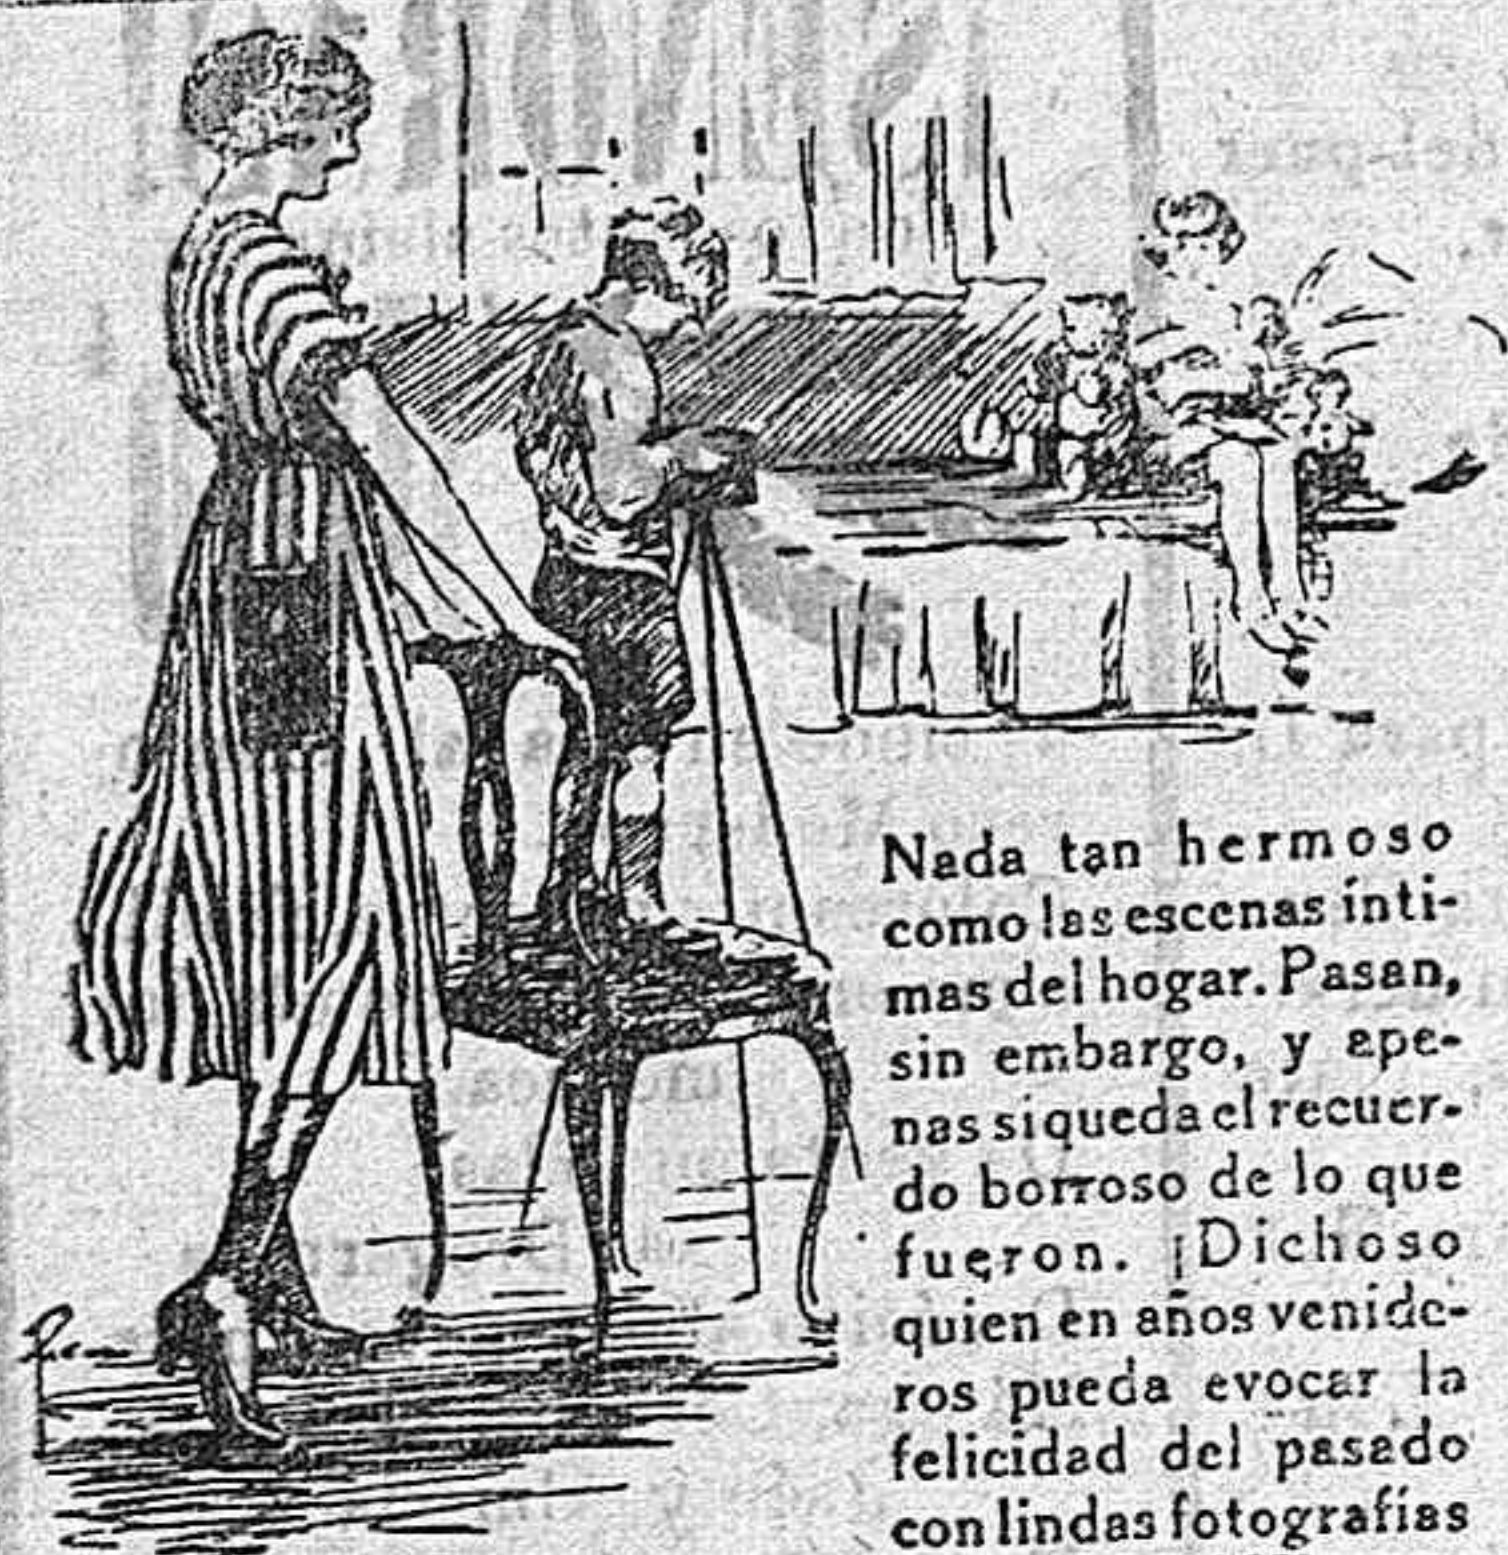 Nada tan hermoso
como las escenas ínti-
mas del hogar. Pasan,
sin embargo, y ape-
nas si queda el recuer-
do borroso de lo que
fueron. ¡Dichoso
quien en años venide-
ros pueda evocar la
felicidad del pasado
con lindas fotografías